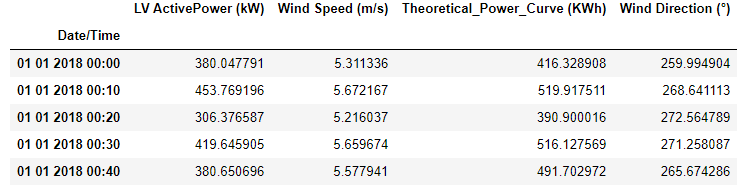 LV ActivePower (kW) Wind Speed (m/s) Theoretical_Power_Curve (KWh) Wind Direction (°)
Date/Time
01 01 2018 00:00 380.047791 5.311336 416.328908 259.994904
01 01 2018 00:10 453.769196 5.672167 519.917511 268.641113
01 01 2018 00:20 306.376587 5.216037 390.900016 272.564789
01 01 2018 00:30 419.645905 5.659674 516.127569 271.258087
01 01 2018 00:40 380.650696 5.577941 491.702972 265.674286